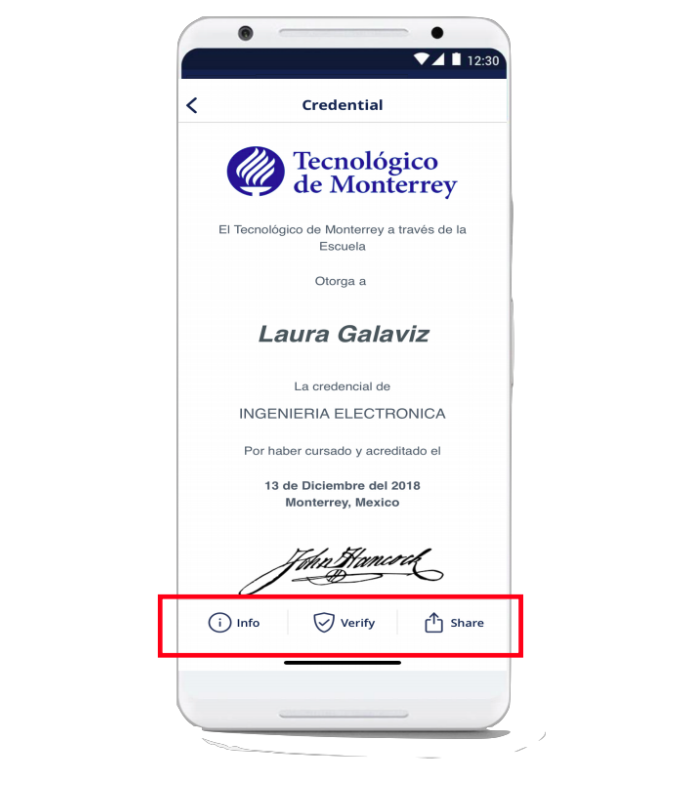 12:30
Credential
Tecnológico
de Monterrey
El Tecnológico de Monterrey a través de la
Escuela
Otorga a
Laura Galaviz
La credencial de
INGENIERIA ELECTRONICA
Por haber cursado y acreditado el
13 de Diciembre del 2018
Monterrey, Mexico
John Hancock
Info Verify Share